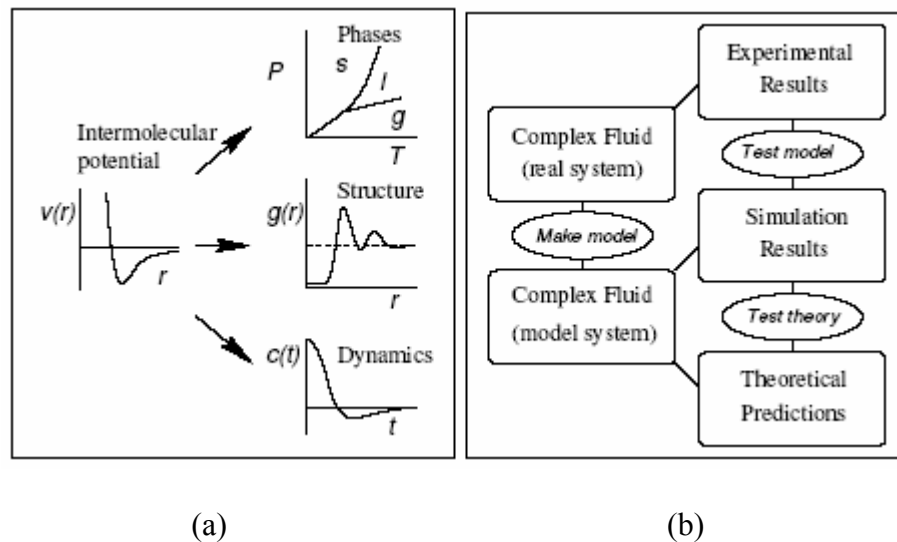 Phases
P
s
l
g
T
Intermolecular
potential
v(r)
r
Structure
g(r)
r
c(t)
Dynamics
t
Experimental
Results
Complex Fluid
(real system)
Test model
Make model
Simulation
Results
Complex Fluid
(model system)
Test theory
Theoretical
Predictions
(a)
(b)